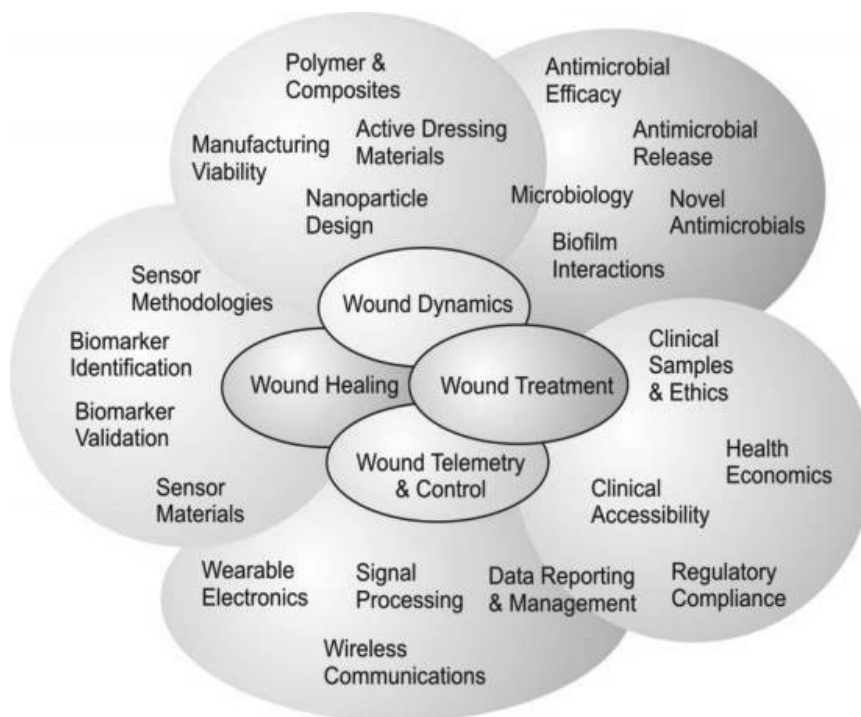 Polymer &
Composites
Manufacturing
Viability
Active Dressing
Materials
Nanoparticle
Design
Antimicrobial
Efficacy
Antimicrobial
Release
Microbiology
Novel
Antimicrobials
Biofilm
Interactions
Sensor
Methodologies
Biomarker
Identification
Biomarker
Validation
Sensor
Materials
Wound Dynamics
Wound Healing
Wound Treatment
Wound Telemetry
& Control
Clinical
Samples
& Ethics
Health
Economics
Clinical
Accessibility
Regulatory
Compliance
Wearable
Electronics
Signal
Processing
Data Reporting
& Management
Wireless
Communications